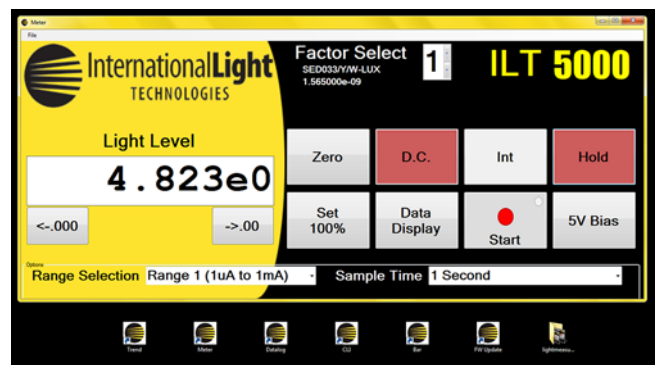 Meter
File
InternationalLight
TECHNOLOGIES
Factor Select 1
SED033/Y/W-LUX
1.565000e-09
ILT 5000
Light Level
4.823e0
<-.000
->.00
Zero
D.C.
Int
Hold
Set
100%
Data
Display
Start
5V Bias
Options
Range Selection Range 1 (1uA to 1mA)
Sample Time 1 Second
Trend
Meter
Datalog
CLI
Bar
FW Update
lightmeasu...